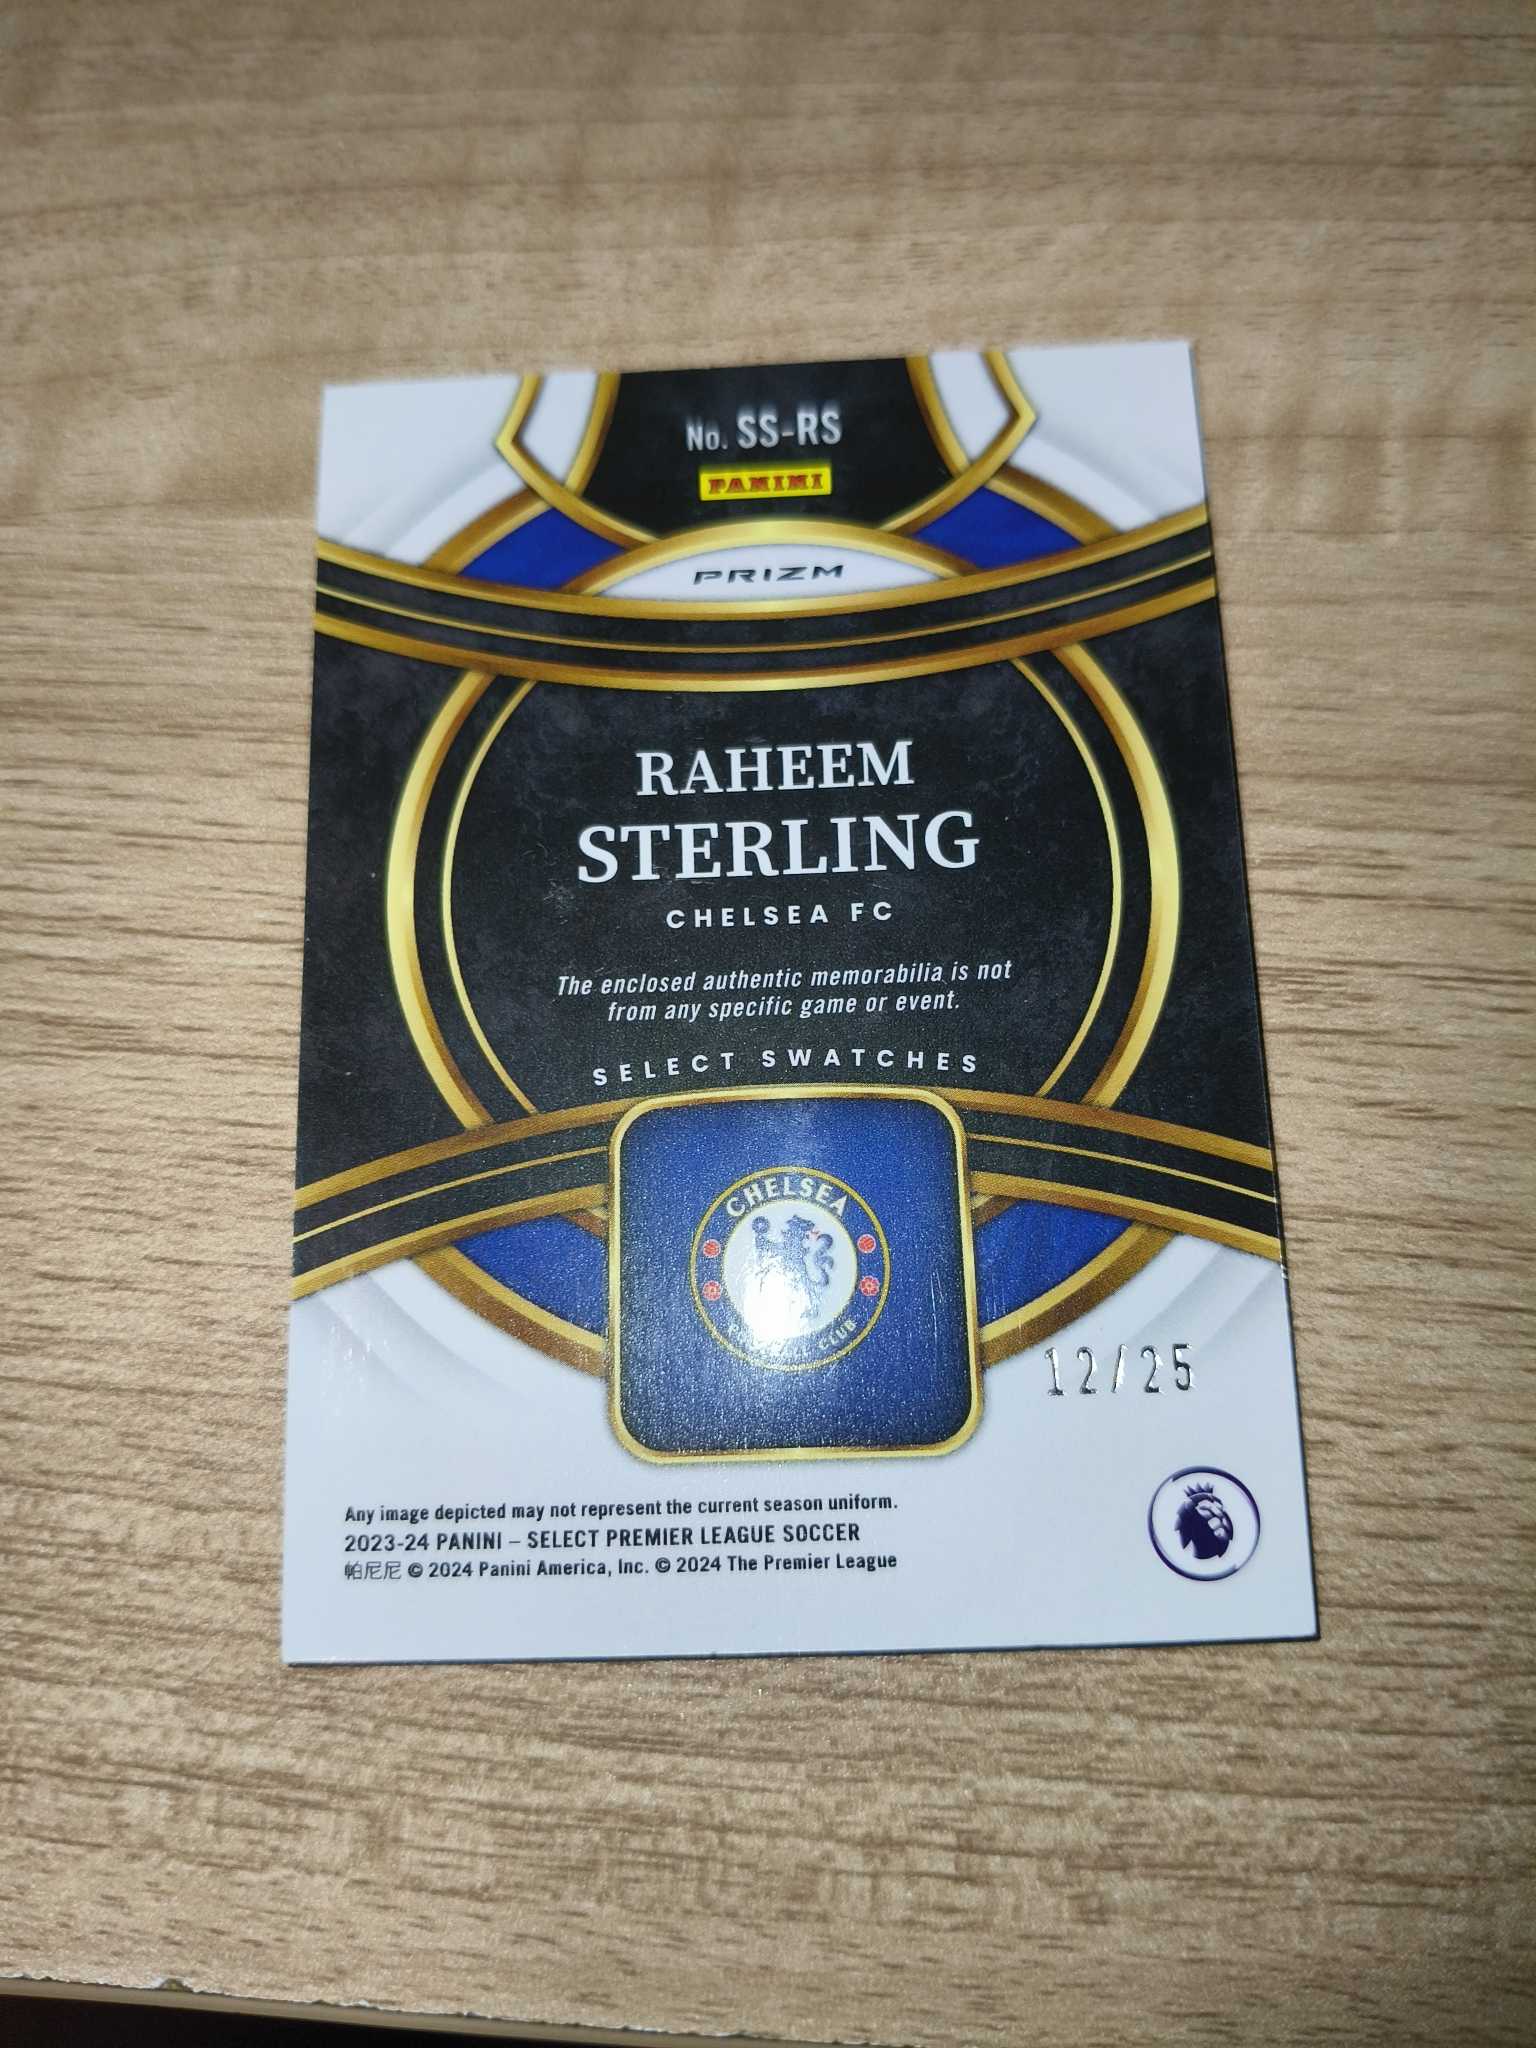 No. SS-RS
PANINI
PRIZM
RAHEEM
STERLING
CHELSEA FC
The enclosed authentic memorabilia is not
from any specific game or event.
SELECT SWATCHES
CHELSEA
CLUB
12/25
Any image depicted may not represent the current season uniform.
2023-24 PANINI – SELECT PREMIER LEAGUE SOCCER
帕尼尼 © 2024 Panini America, Inc. © 2024 The Premier League